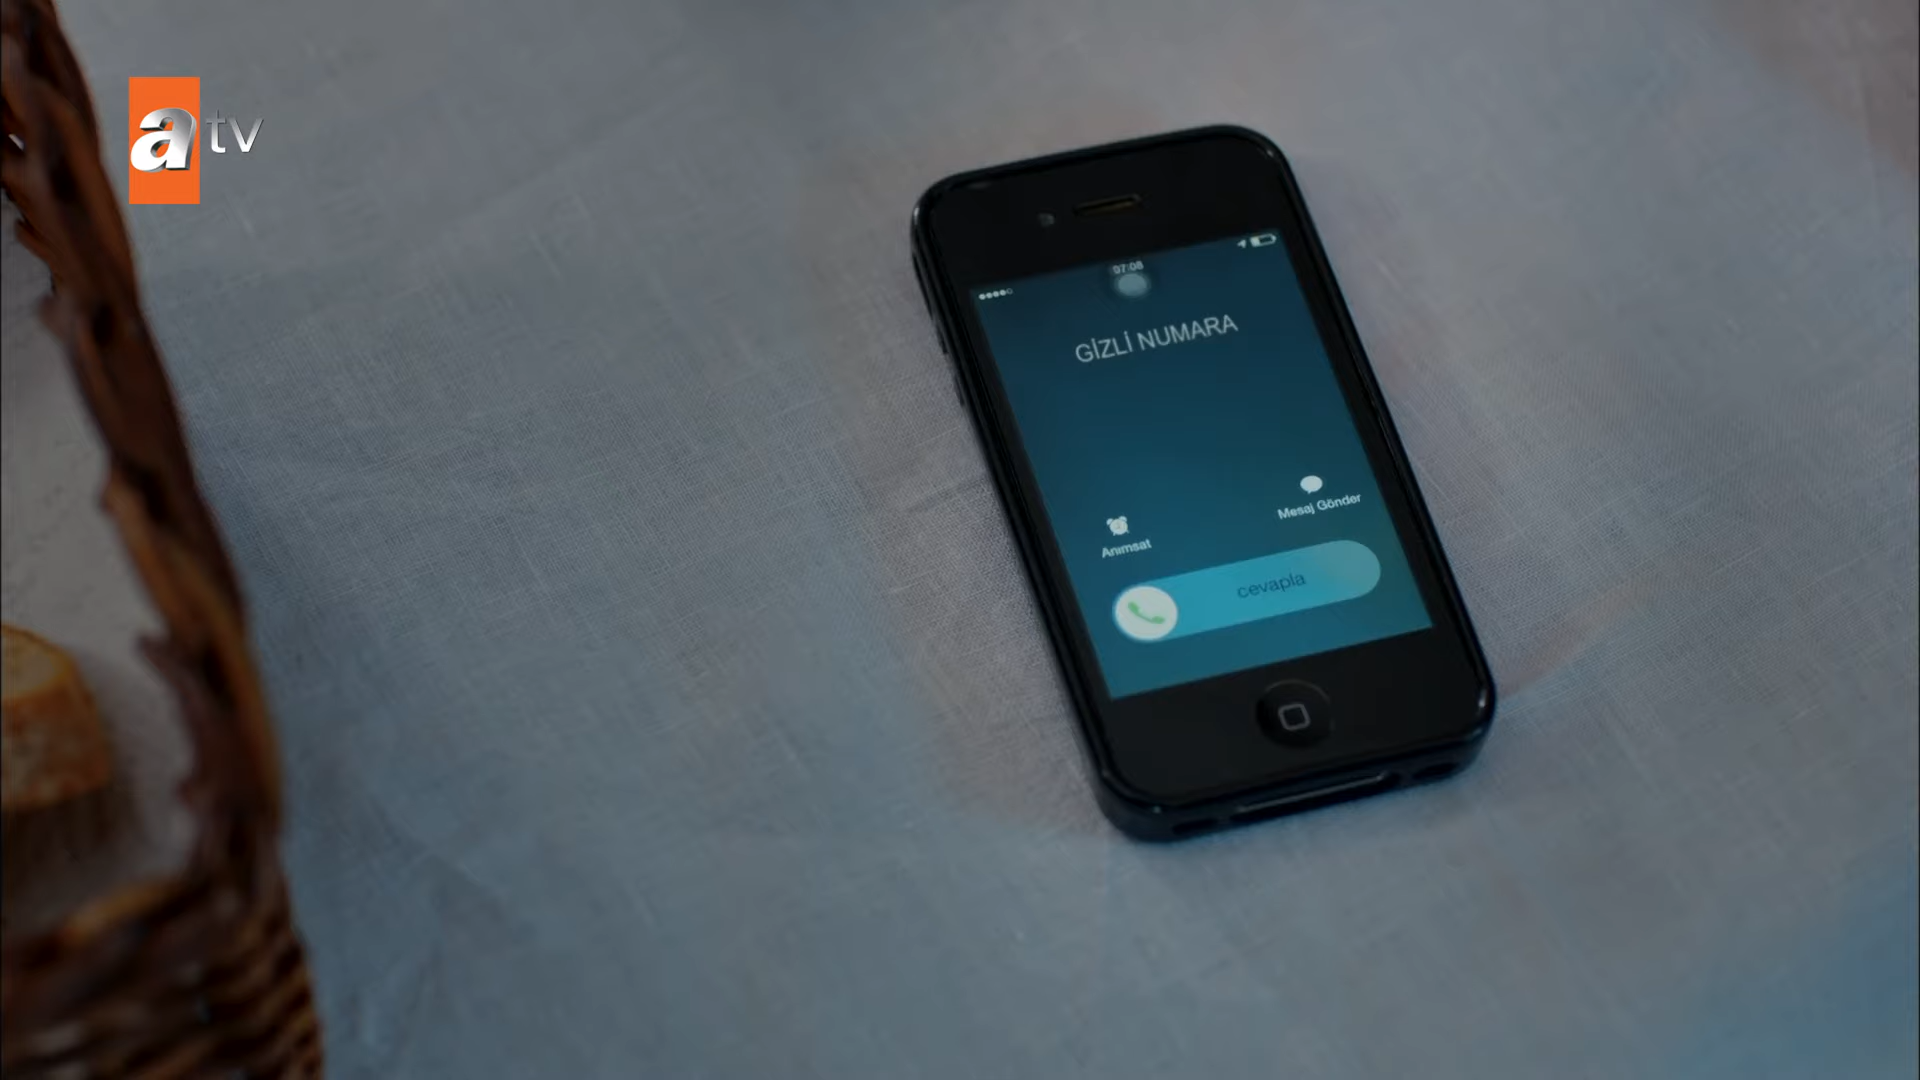 atv
07:08
GİZLİ NUMARA
Mesaj Gönder
Anımsat
cevapla